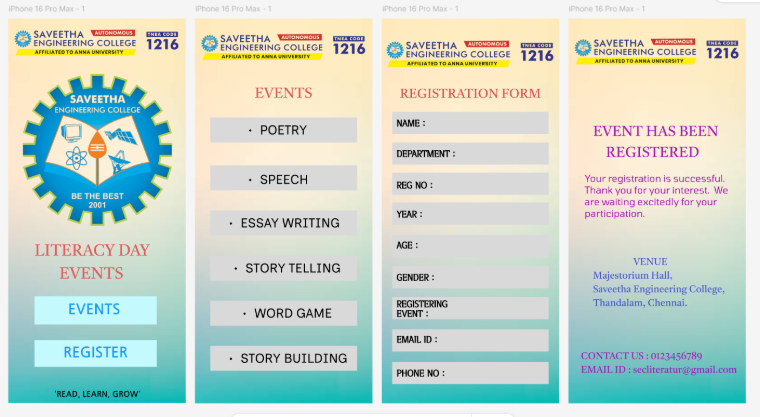 iPhone 16 Pro Max - 1
SAVEETHA AUTONOMOUS
ENGINEERING COLLEGE
AFFILIATED TO ANNA UNIVERSITY
TNEA CODE
1216
SAVEETHA
ENGINEERING COLLEGE
BE THE BEST
2001
LITERACY DAY
EVENTS
EVENTS
REGISTER
'READ, LEARN, GROW'
iPhone 16 Pro Max - 1
SAVEETHA AUTONOMOUS
ENGINEERING COLLEGE
AFFILIATED TO ANNA UNIVERSITY
TNEA CODE
1216
EVENTS
• POETRY
• SPEECH
• ESSAY WRITING
• STORY TELLING
• WORD GAME
• STORY BUILDING
iPhone 16 Pro Max - 1
SAVEETHA AUTONOMOUS
ENGINEERING COLLEGE
AFFILIATED TO ANNA UNIVERSITY
TNEA CODE
1216
REGISTRATION FORM
NAME :
DEPARTMENT :
REG NO :
YEAR :
AGE :
GENDER :
REGISTERING
EVENT :
EMAIL ID :
PHONE NO :
iPhone 16 Pro Max - 1
SAVEETHA AUTONOMOUS
ENGINEERING COLLEGE
AFFILIATED TO ANNA UNIVERSITY
TNEA CODE
1216
EVENT HAS BEEN
REGISTERED
Your registration is successful.
Thank you for your interest. We
are waiting excitedly for your
participation.
VENUE
Majestorium Hall,
Saveetha Engineering College,
Thandalam, Chennai.
CONTACT US : 0123456789
EMAIL ID : secliteratur@gmail.com